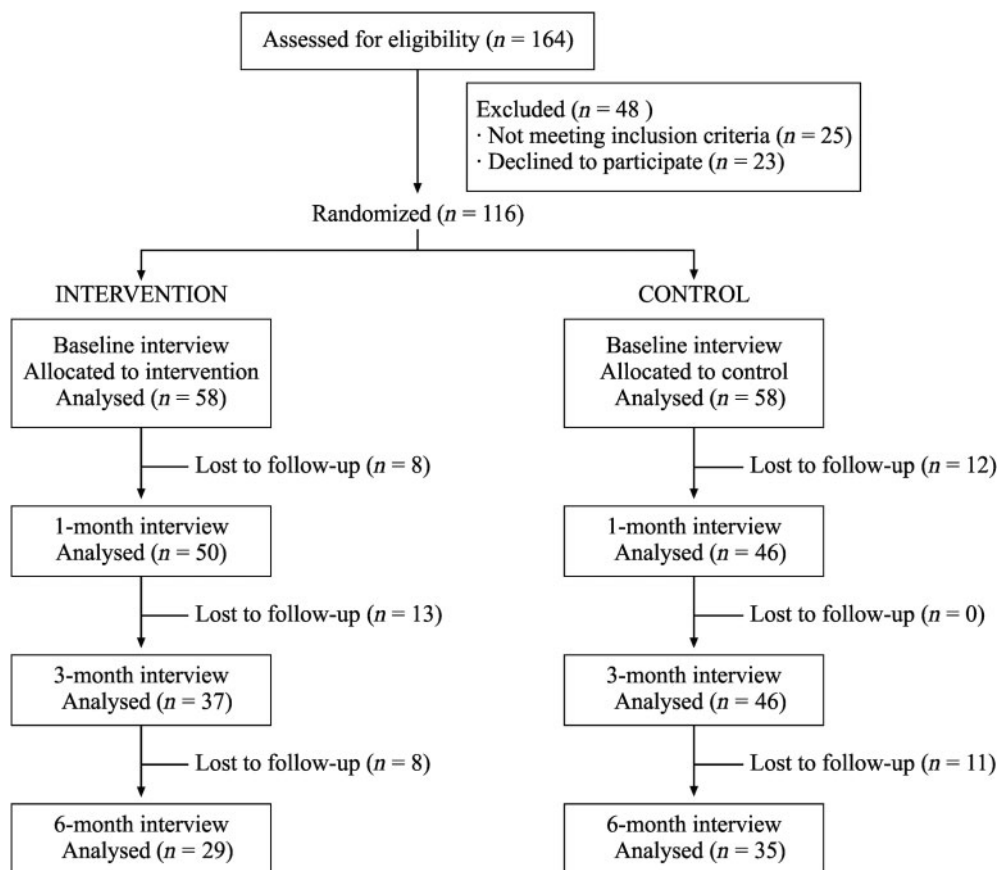 Assessed for eligibility (n = 164)
Excluded (n = 48 )
· Not meeting inclusion criteria (n = 25)
· Declined to participate (n = 23)
Randomized (n = 116)
INTERVENTION
CONTROL
Baseline interview
Allocated to intervention
Analysed (n = 58)
Baseline interview
Allocated to control
Analysed (n = 58)
Lost to follow-up (n = 8)
Lost to follow-up (n = 12)
1-month interview
Analysed (n = 50)
1-month interview
Analysed (n = 46)
Lost to follow-up (n = 13)
Lost to follow-up (n = 0)
3-month interview
Analysed (n = 37)
3-month interview
Analysed (n = 46)
Lost to follow-up (n = 8)
Lost to follow-up (n = 11)
6-month interview
Analysed (n = 29)
6-month interview
Analysed (n = 35)